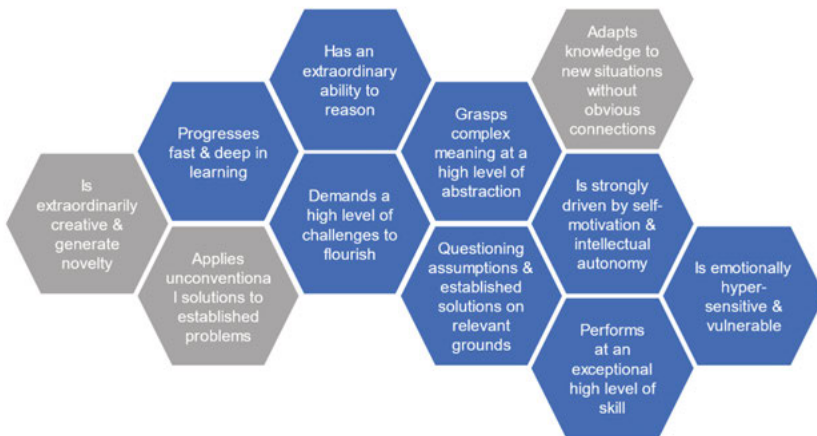 Is
extraordinarily
creative &
generate
novelty
Progresses
fast & deep in
learning
Applies
unconventiona
l solutions to
established
problems
Has an
extraordinary
ability to
reason
Demands a
high level of
challenges to
flourish
Grasps
complex
meaning at a
high level of
abstraction
Questioning
assumptions &
established
solutions on
relevant
grounds
Adapts
knowledge to
new situations
without
obvious
connections
Is strongly
driven by self-
motivation &
intellectual
autonomy
Performs
at an
exceptional
high level of
skill
Is emotionally
hyper-
sensitive &
vulnerable